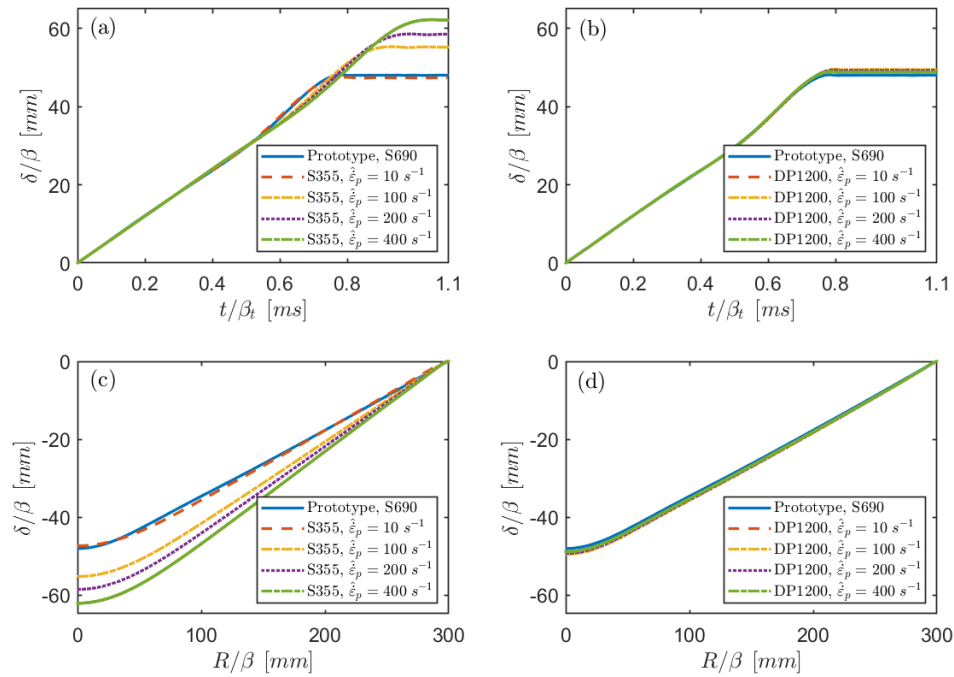 (a)
60
40
20
0
δ/β [mm]
Prototype, S690
S355, ε̂̇ₚ = 10 s⁻¹
S355, ε̂̇ₚ = 100 s⁻¹
S355, ε̂̇ₚ = 200 s⁻¹
S355, ε̂̇ₚ = 400 s⁻¹
0 0.2 0.4 0.6 0.8 1.1
t/βₜ [ms]
(b)
60
40
20
0
δ/β [mm]
Prototype, S690
DP1200, ε̂̇ₚ = 10 s⁻¹
DP1200, ε̂̇ₚ = 100 s⁻¹
DP1200, ε̂̇ₚ = 200 s⁻¹
DP1200, ε̂̇ₚ = 400 s⁻¹
0 0.2 0.4 0.6 0.8 1.1
t/βₜ [ms]
(c)
0
-20
-40
-60
δ/β [mm]
Prototype, S690
S355, ε̂̇ₚ = 10 s⁻¹
S355, ε̂̇ₚ = 100 s⁻¹
S355, ε̂̇ₚ = 200 s⁻¹
S355, ε̂̇ₚ = 400 s⁻¹
0 100 200 300
R/β [mm]
(d)
0
-20
-40
-60
δ/β [mm]
Prototype, S690
DP1200, ε̂̇ₚ = 10 s⁻¹
DP1200, ε̂̇ₚ = 100 s⁻¹
DP1200, ε̂̇ₚ = 200 s⁻¹
DP1200, ε̂̇ₚ = 400 s⁻¹
0 100 200 300
R/β [mm]